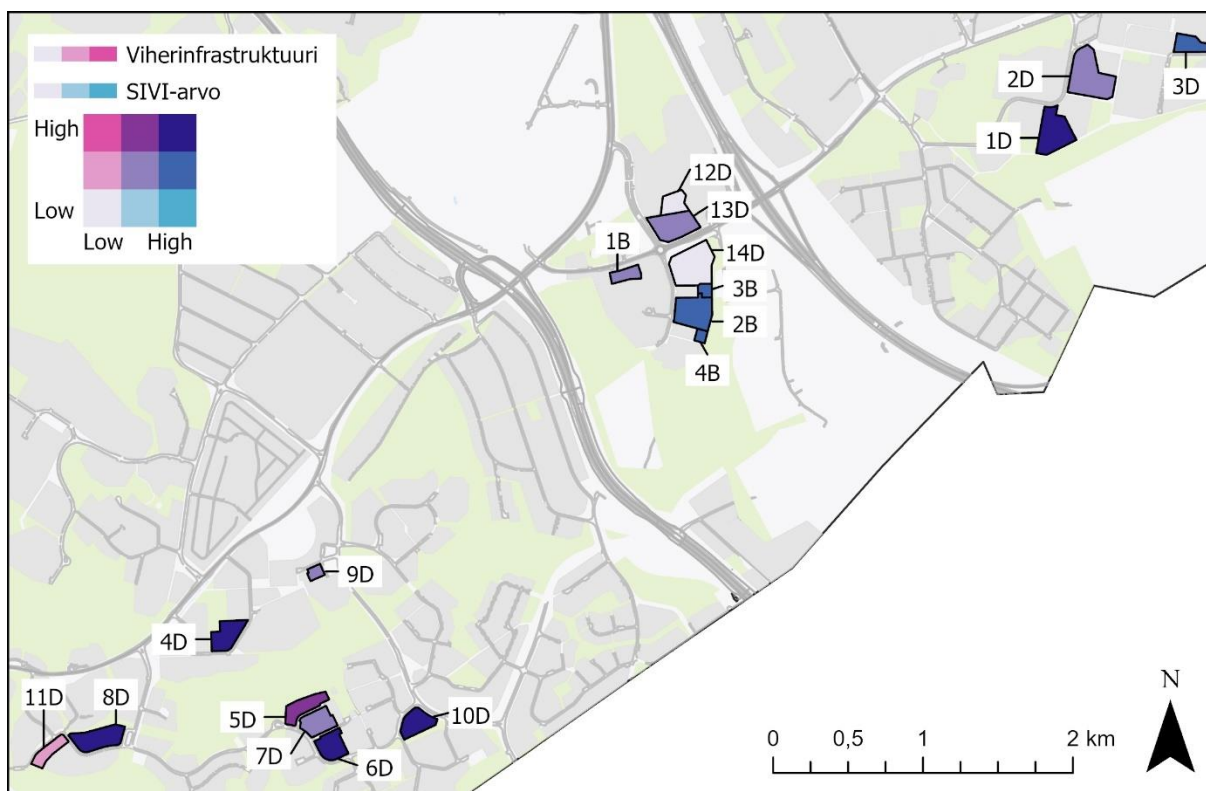 Viherinfrastruktuuri
SIVI-arvo
High
Low
Low High
2D
3D
1D
12D
13D
1B
14D
3B
2B
4B
9D
4D
11D
8D
5D
10D
7D
6D
N
0 0,5 1 2 km